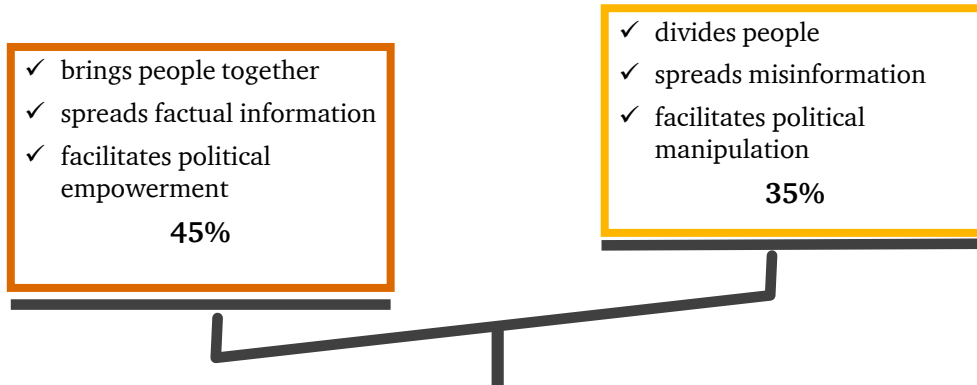 ✓ brings people together
✓ spreads factual information
✓ facilitates political
empowerment
45%
✓ divides people
✓ spreads misinformation
✓ facilitates political
manipulation
35%